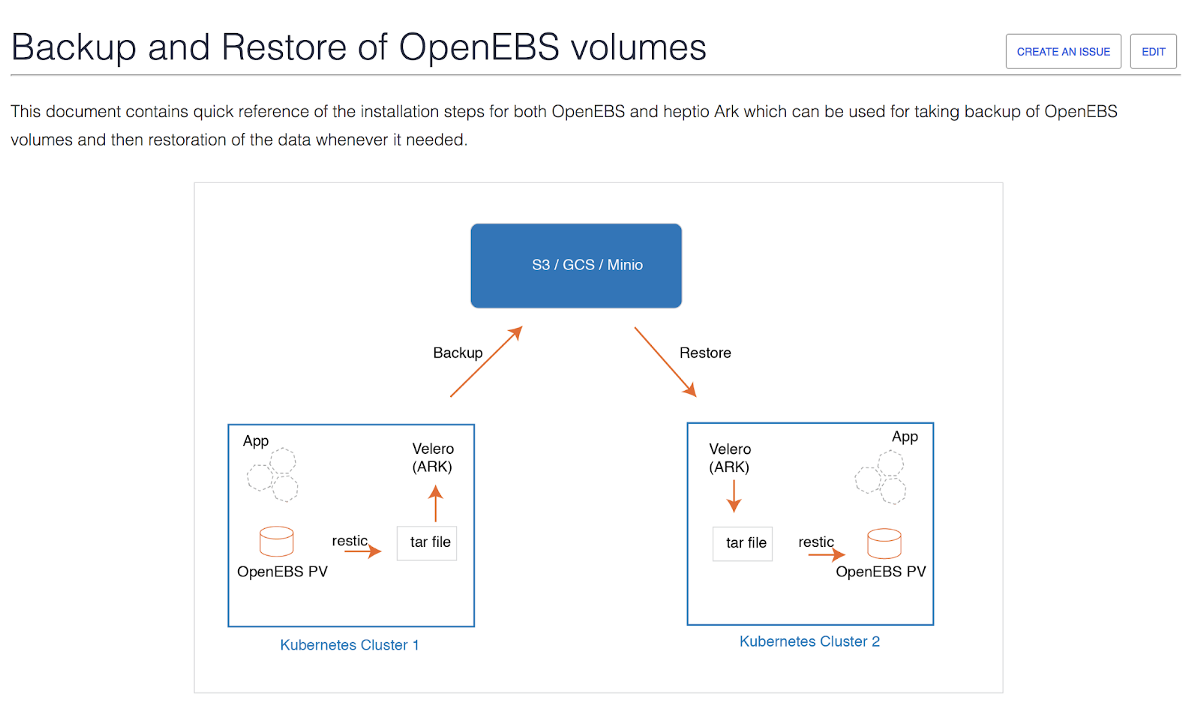 Backup and Restore of OpenEBS volumes
CREATE AN ISSUE
EDIT
This document contains quick reference of the installation steps for both OpenEBS and heptio Ark which can be used for taking backup of OpenEBS
volumes and then restoration of the data whenever it needed.
S3 / GCS / Minio
Backup
Restore
App
Velero
(ARK)
restic
tar file
OpenEBS PV
Kubernetes Cluster 1
Velero
(ARK)
App
tar file
restic
OpenEBS PV
Kubernetes Cluster 2